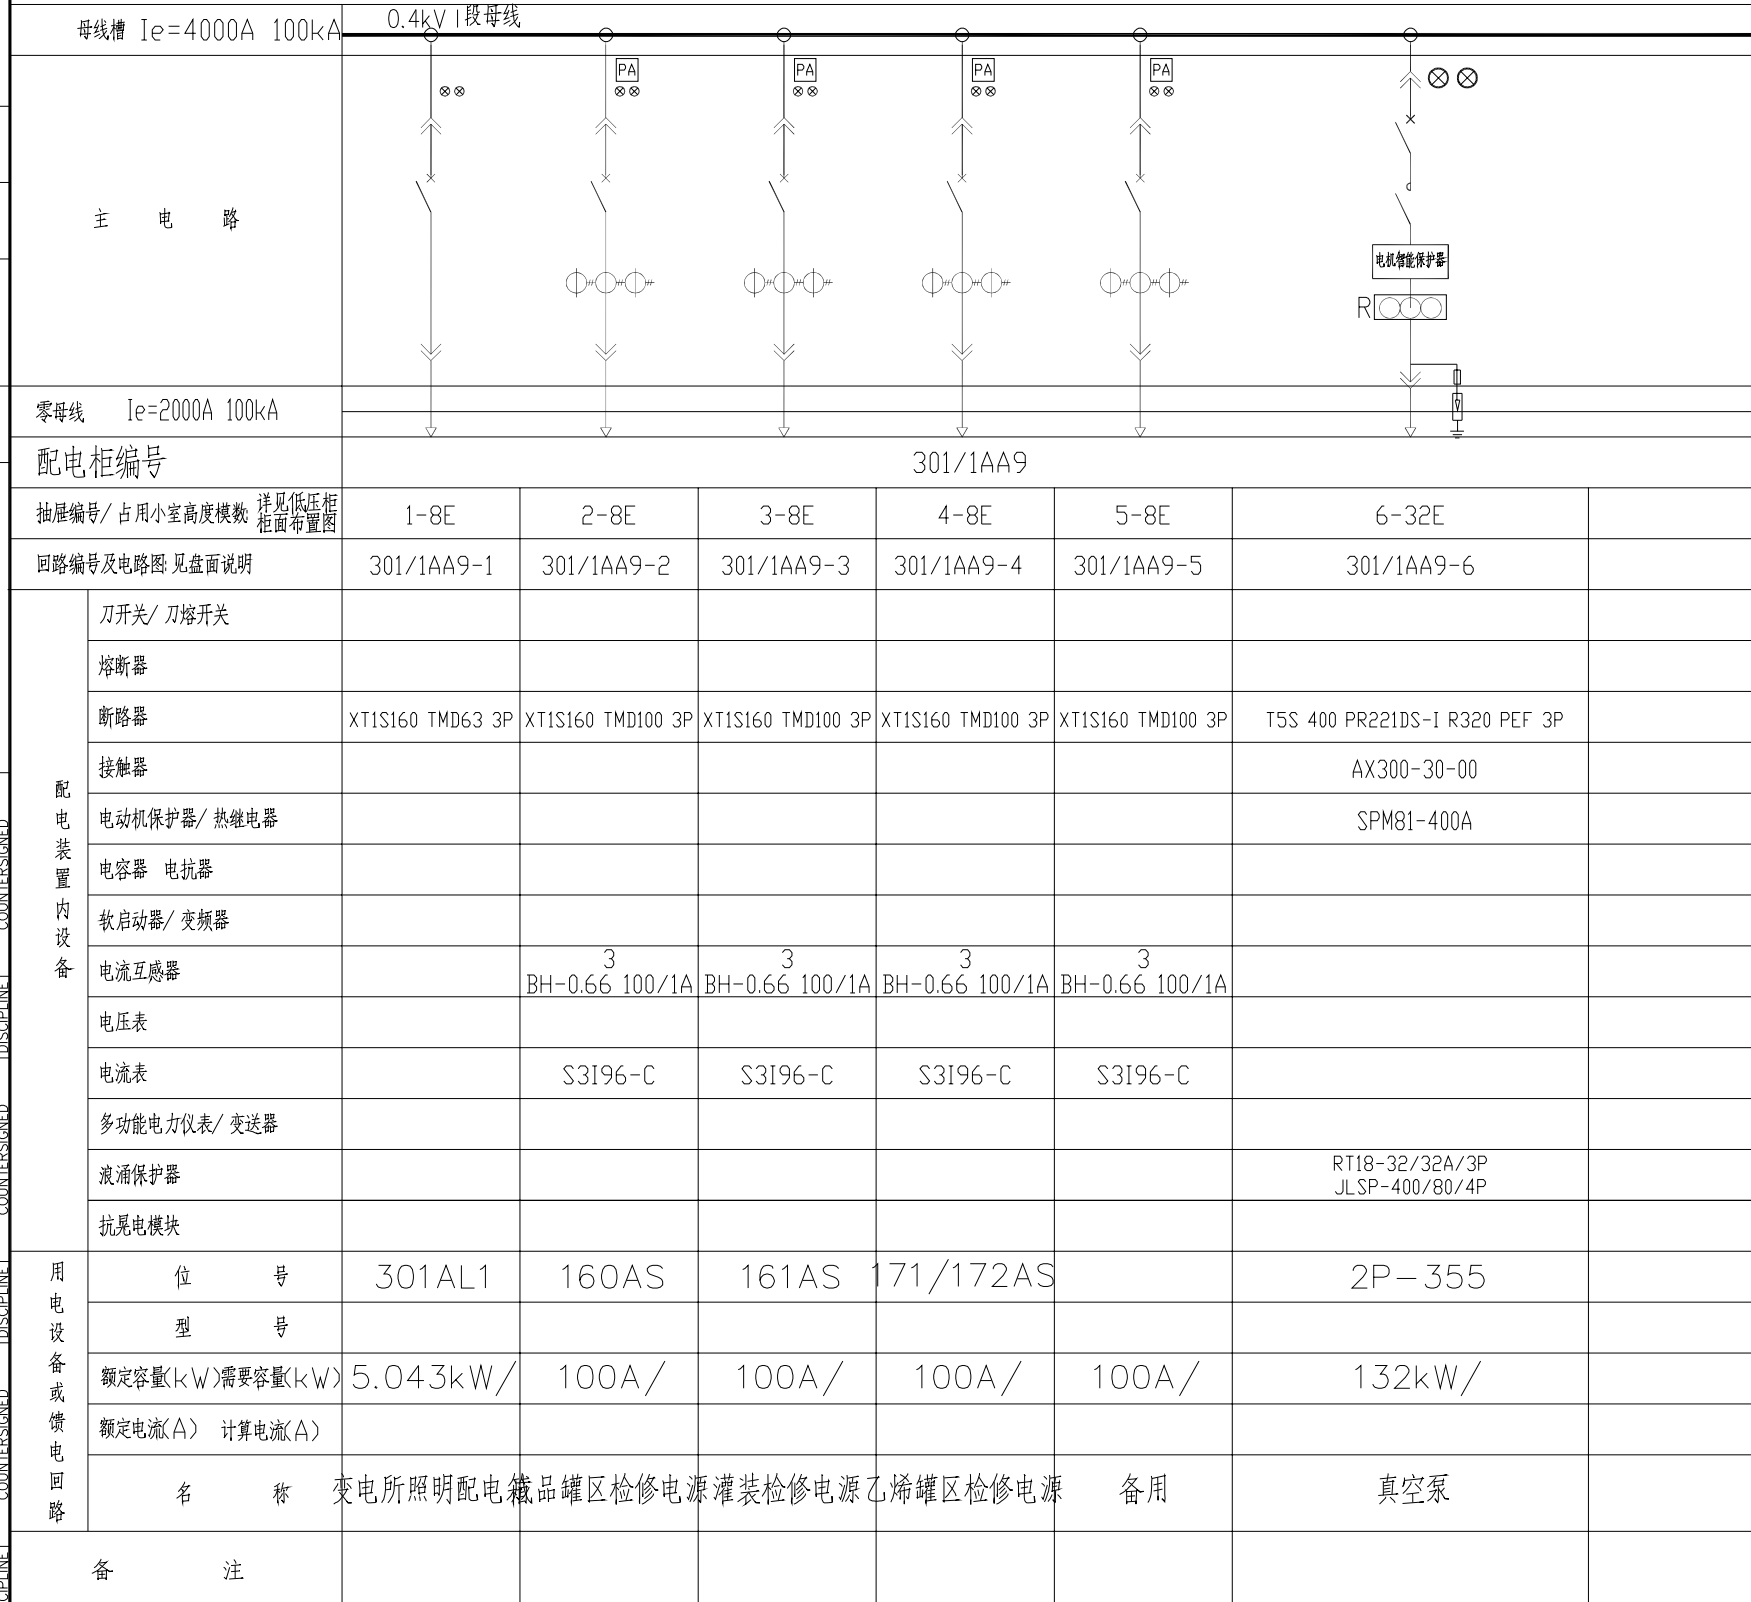 母线槽 Ie=4000A 100kA
0.4kV I段母线
PA PA PA PA
主 电 路
电机智能保护器
R
零母线 Ie=2000A 100kA
配电柜编号 301/1AA9
抽屉编号/占用小室高度模数 详见低压柜柜面布置图 1-8E 2-8E 3-8E 4-8E 5-8E 6-32E
回路编号及电路图:见盘面说明 301/1AA9-1 301/1AA9-2 301/1AA9-3 301/1AA9-4 301/1AA9-5 301/1AA9-6
配电装置内设备
刀开关/刀熔开关
熔断器
断路器 XT1S160 TMD63 3P XT1S160 TMD100 3P XT1S160 TMD100 3P XT1S160 TMD100 3P XT1S160 TMD100 3P T5S 400 PR221DS-I R320 PEF 3P
接触器 AX300-30-00
电动机保护器/热继电器 SPM81-400A
电容器 电抗器
软启动器/变频器
电流互感器 3 3 3 3
BH-0.66 100/1A BH-0.66 100/1A BH-0.66 100/1A BH-0.66 100/1A
电压表
电流表 S3I96-C S3I96-C S3I96-C S3I96-C
多功能电力仪表/变送器
浪涌保护器 RT18-32/32A/3P
JLSP-400/80/4P
抗晃电模块
用电设备或馈电回路
位 号 301AL1 160AS 161AS 171/172AS 2P-355
型 号
额定容量(kW)需要容量(kW) 5.043kW/ 100A/ 100A/ 100A/ 100A/ 132kW/
额定电流(A) 计算电流(A)
名 称 变电所照明配电箱 成品罐区检修电源 灌装检修电源 乙烯罐区检修电源 备用 真空泵
备 注
COUNTERSIGNED
DISCIPLINE
COUNTERSIGNED
DISCIPLINE
COUNTERSIGNED